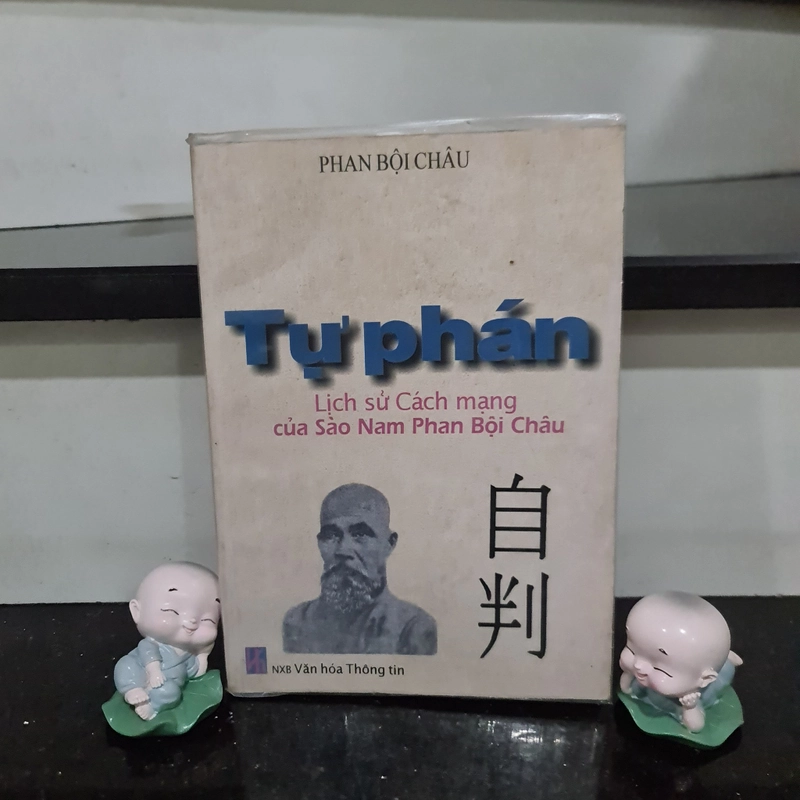 PHAN BỘI CHÂU
Tự phán
Lịch sử Cách mạng
của Sào Nam Phan Bội Châu
自
判
NXB Văn hóa Thông tin